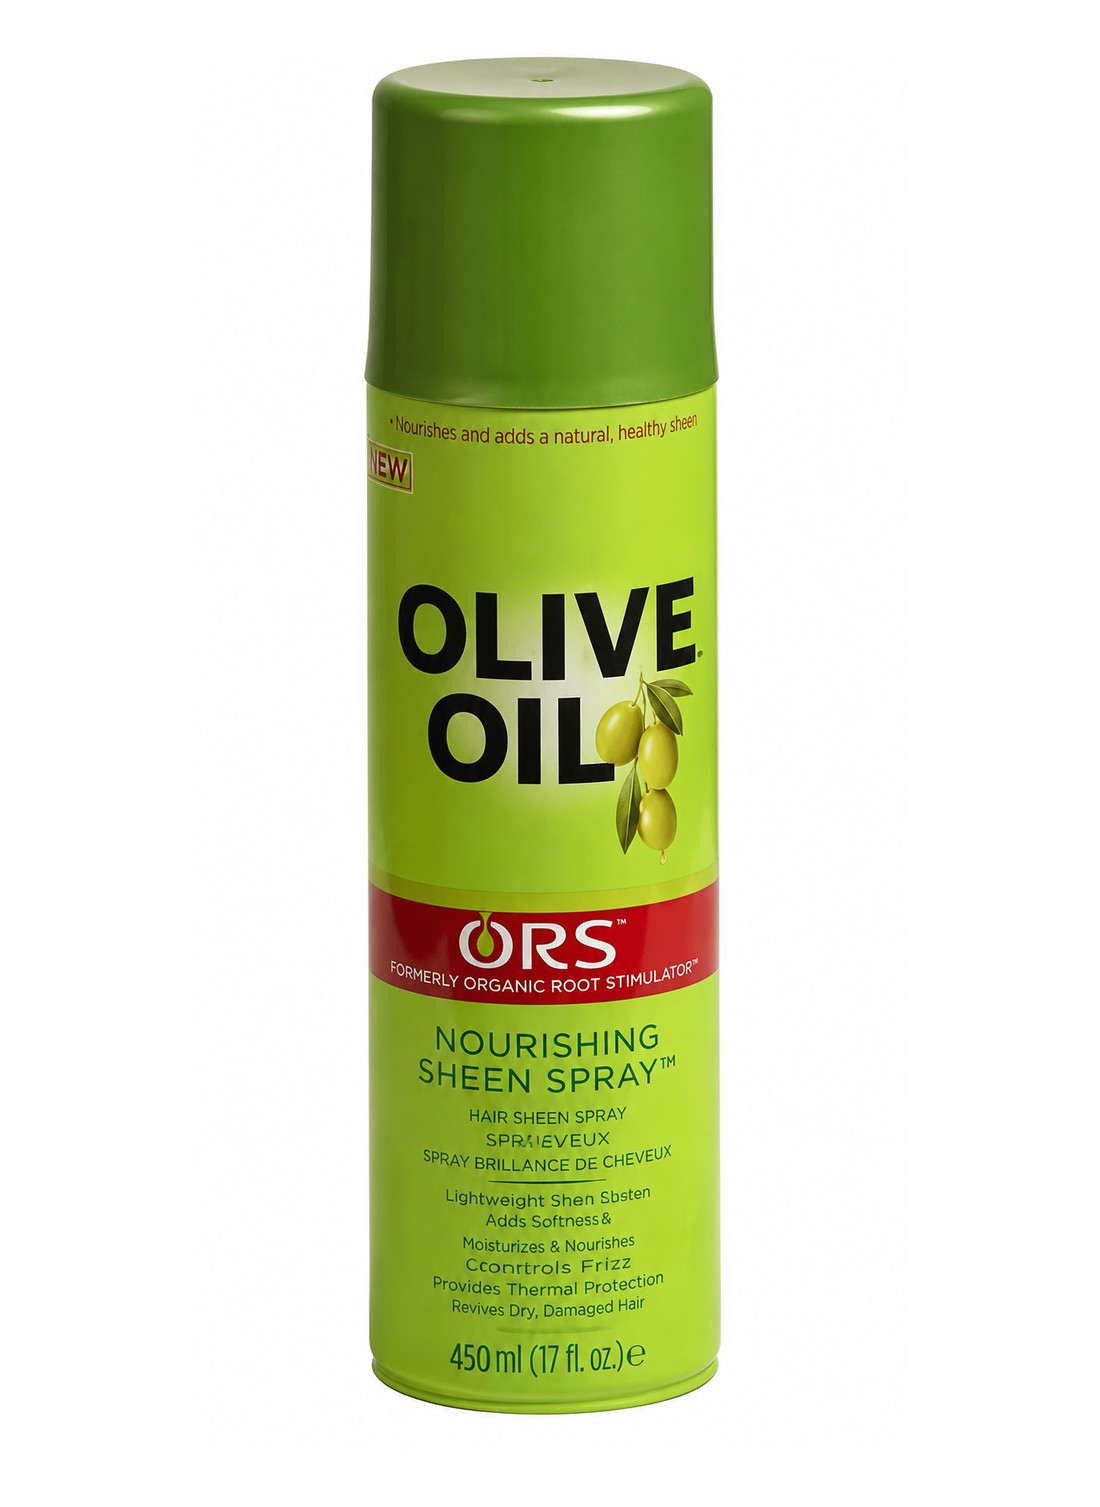 • Nourishes and adds a natural, healthy sheen
NEW
OLIVE
OIL
ORS™
FORMERLY ORGANIC ROOT STIMULATOR™
NOURISHING
SHEEN SPRAY™
HAIR SHEEN SPRAY
SPRAY BRILLANCE DE CHEVEUX
Lightweight Shen Sbsten
Adds Softness &
Moisturizes & Nourishes
Ccontrols Frizz
Provides Thermal Protection
Revives Dry, Damaged Hair
450 ml (17 fl. oz.) e